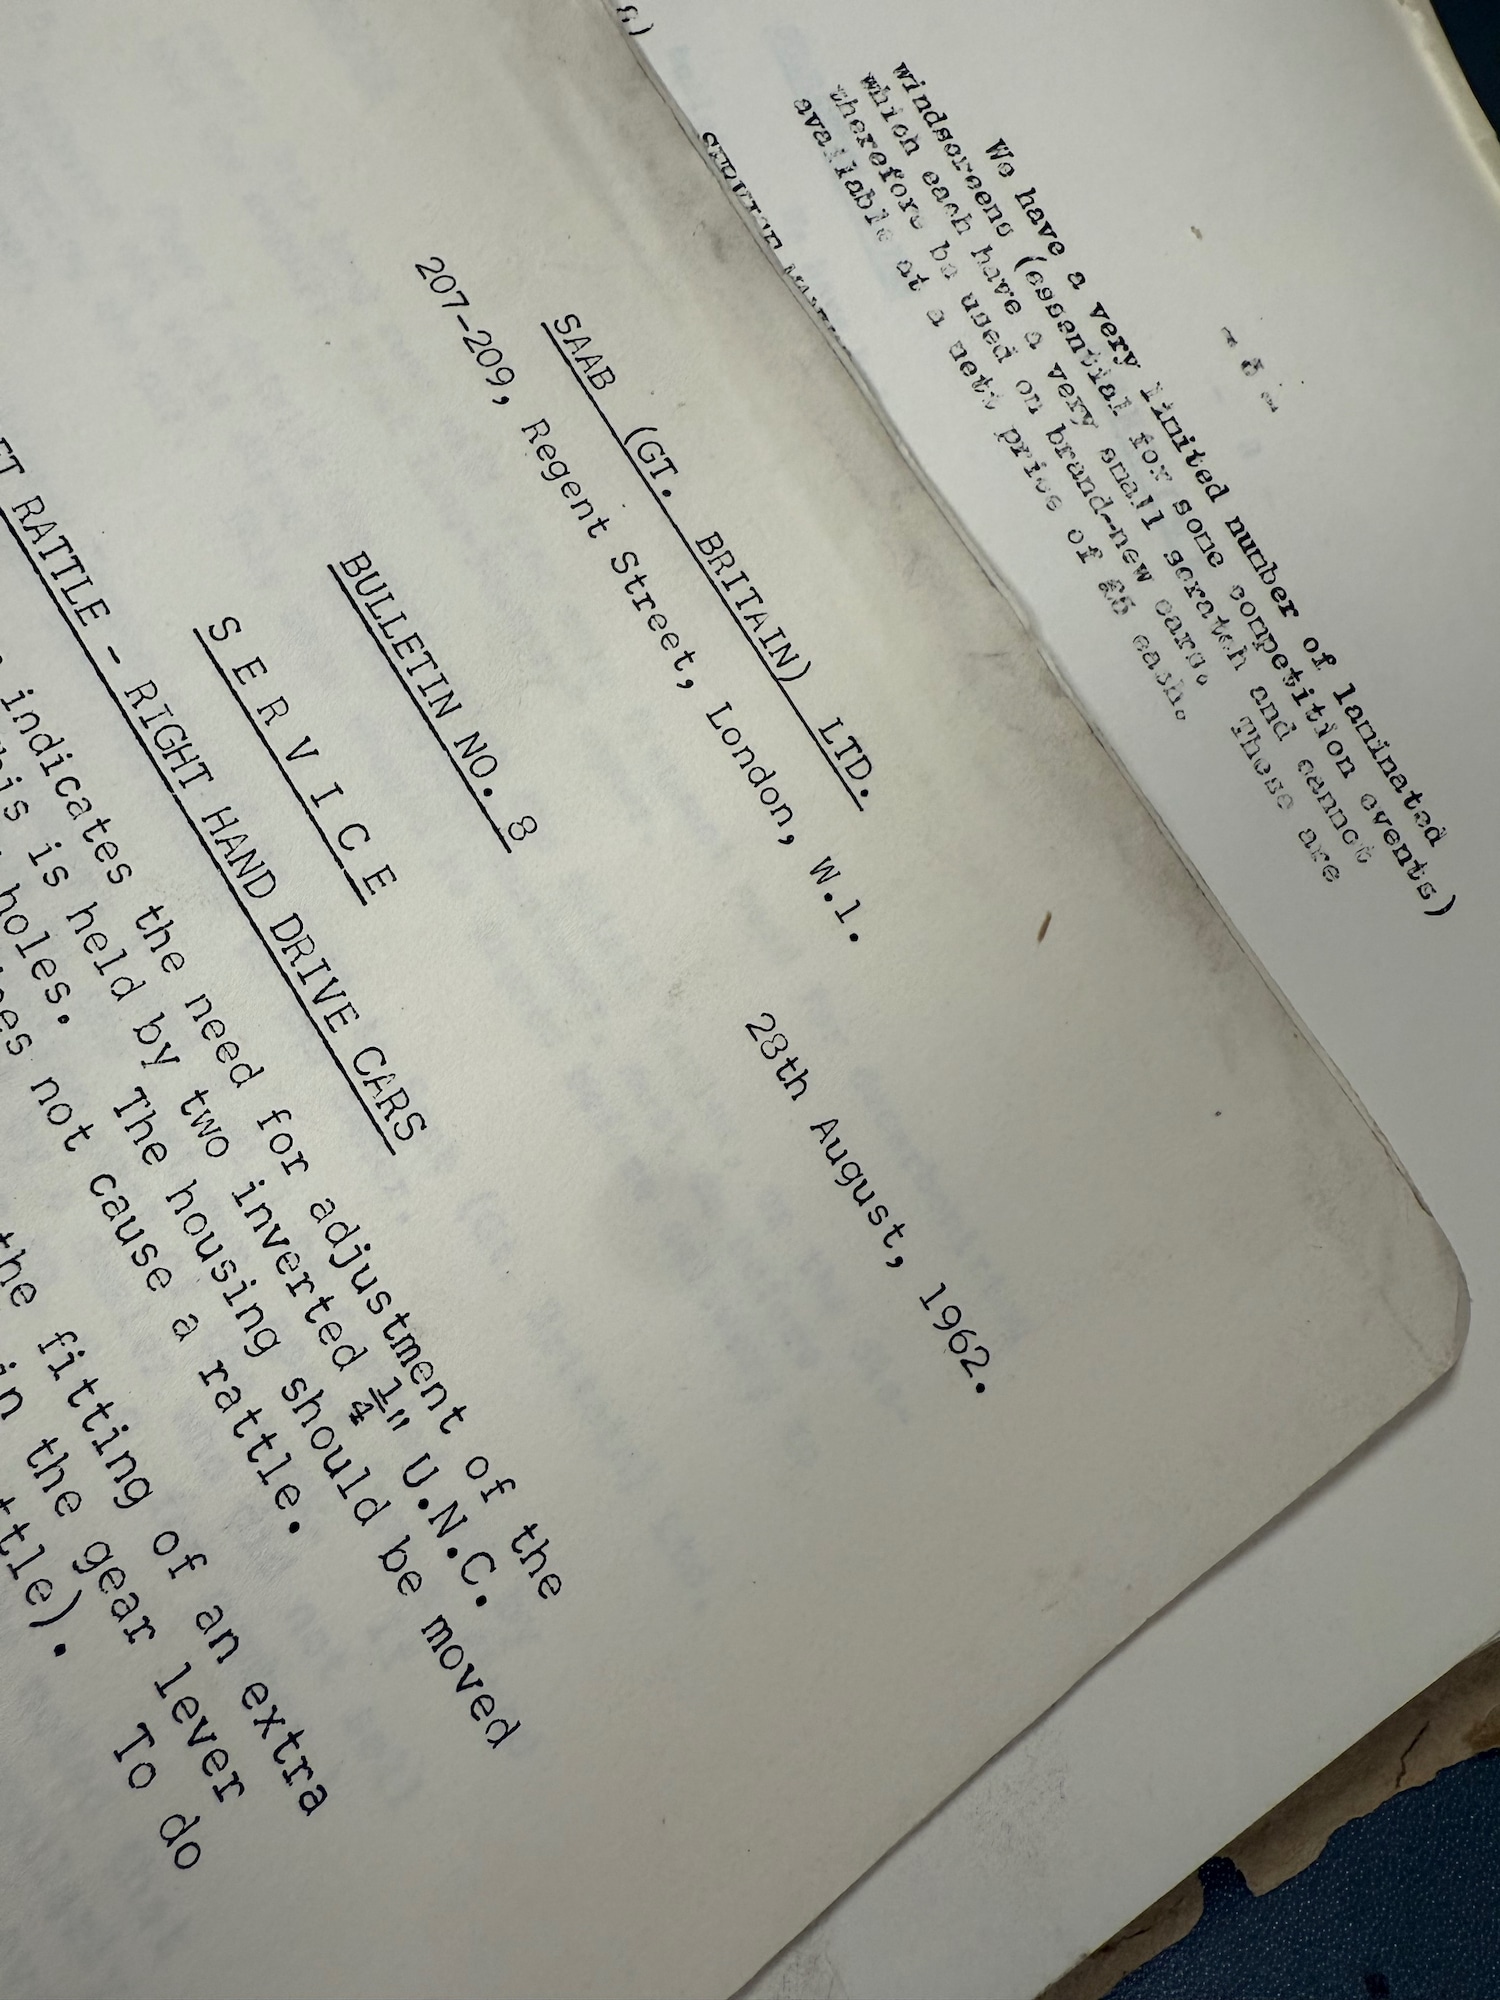 - 8 -
We have a very limited number of laminated
windscreens (essential for some competition events)
which each have a very small scratch and cannot
therefore be used on brand-new cars. These are
available at a nett price of £5 each.
SAAB (GT. BRITAIN) LTD.
207-209, Regent Street, London, W.1.
28th August, 1962.
BULLETIN NO. 8
S E R V I C E
RATTLE - RIGHT HAND DRIVE CARS
indicates the need for adjustment of the
is held by two inverted ¼" U.N.C.
holes. The housing should be moved
not cause a rattle.
the fitting of an extra
in the gear lever
To do